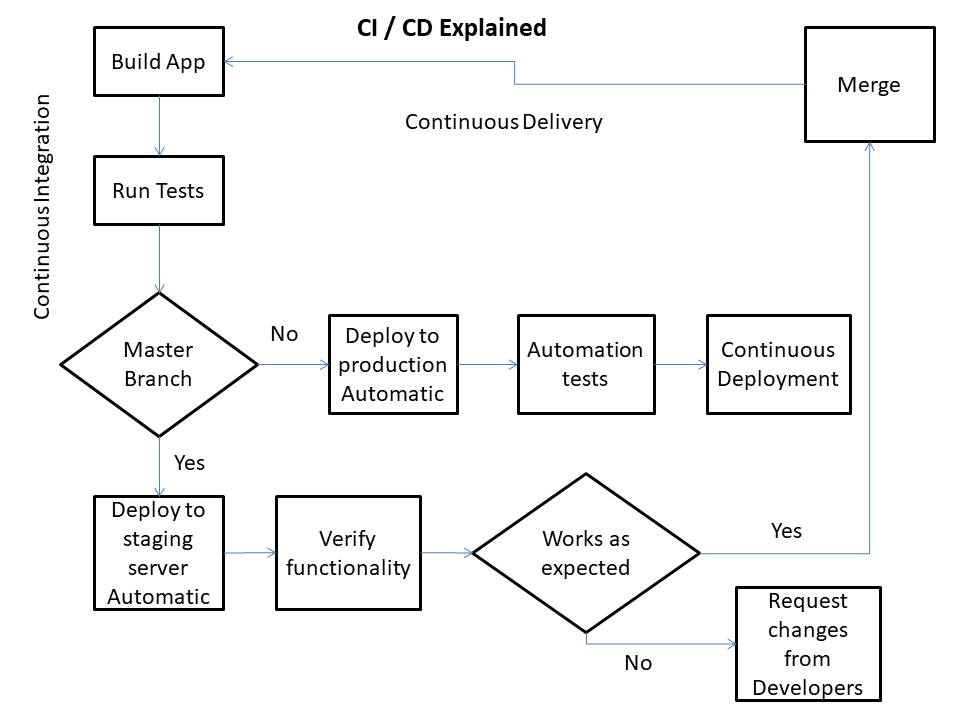 CI / CD Explained
Build App
Merge
Continuous Delivery
Continuous Integration
Run Tests
Master
Branch
No
Deploy to
production
Automatic
Automation
tests
Continuous
Deployment
Yes
Deploy to
staging
server
Automatic
Verify
functionality
Works as
expected
Yes
No
Request
changes
from
Developers